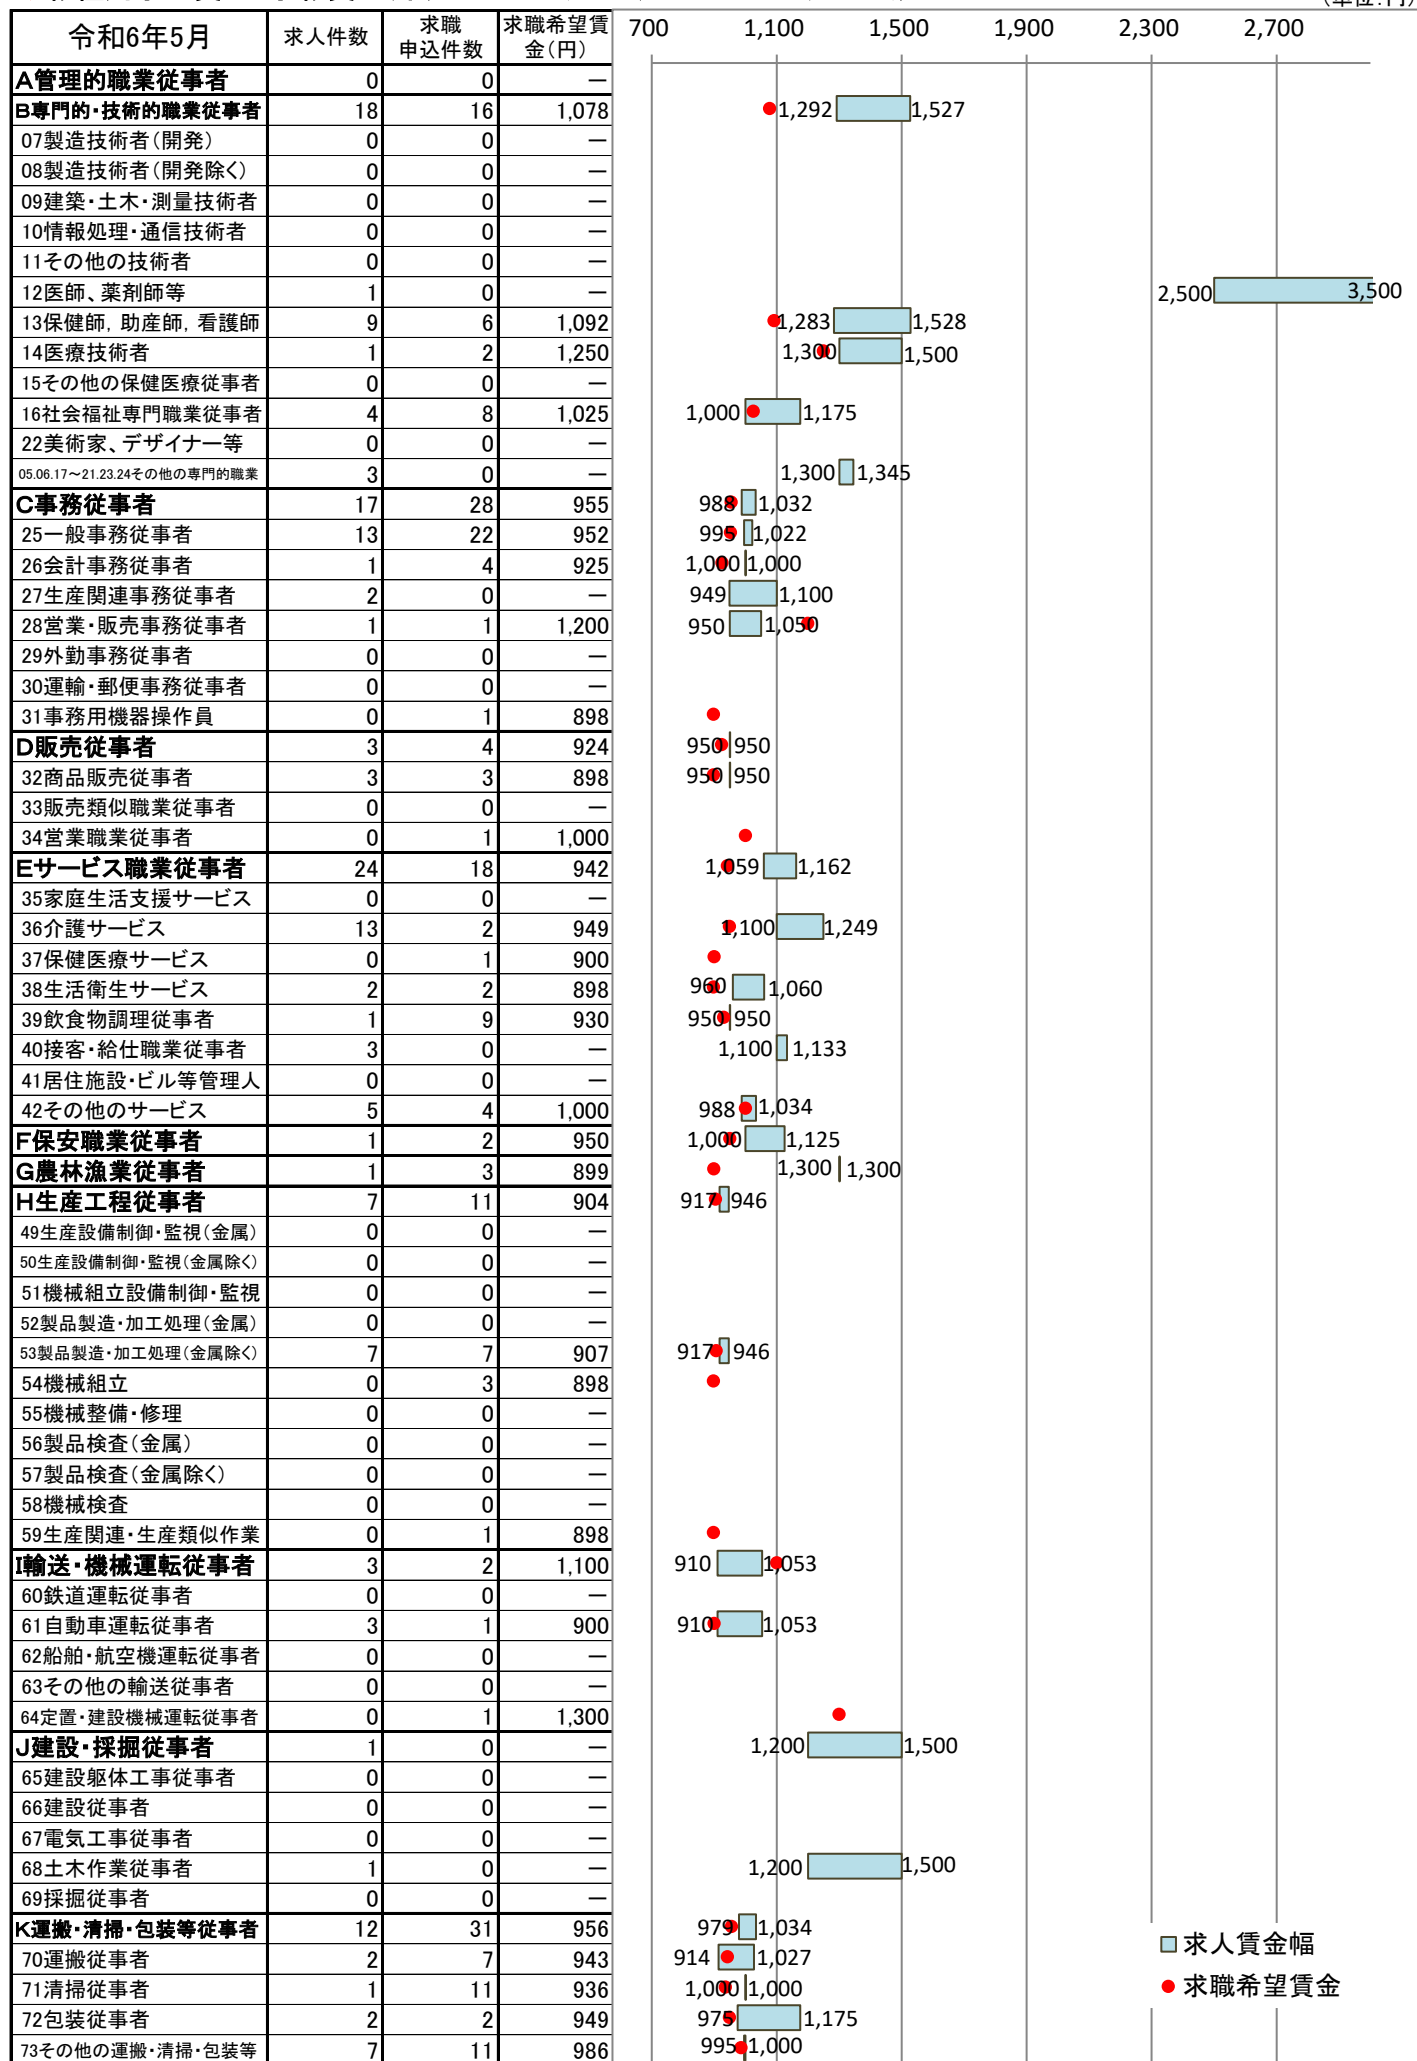 (単位:円)
令和6年5月 求人件数 求職申込件数 求職希望賃金(円) 700 1,100 1,500 1,900 2,300 2,700
A管理的職業従事者 0 0 ―
B専門的・技術的職業従事者 18 16 1,078 1,292 1,527
07製造技術者(開発) 0 0 ―
08製造技術者(開発除く) 0 0 ―
09建築・土木・測量技術者 0 0 ―
10情報処理・通信技術者 0 0 ―
11その他の技術者 0 0 ―
12医師、薬剤師等 1 0 ― 2,500 3,500
13保健師,助産師,看護師 9 6 1,092 1,283 1,528
14医療技術者 1 2 1,250 1,300 1,500
15その他の保健医療従事者 0 0 ―
16社会福祉専門職業従事者 4 8 1,025 1,000 1,175
22美術家、デザイナー等 0 0 ―
05.06.17～21.23.24その他の専門的職業 3 0 ― 1,300 1,345
C事務従事者 17 28 955 988 1,032
25一般事務従事者 13 22 952 995 1,022
26会計事務従事者 1 4 925 1,000 1,000
27生産関連事務従事者 2 0 ― 949 1,100
28営業・販売事務従事者 1 1 1,200 950 1,050
29外勤事務従事者 0 0 ―
30運輸・郵便事務従事者 0 0 ―
31事務用機器操作員 0 1 898
D販売従事者 3 4 924 950 950
32商品販売従事者 3 3 898 950 950
33販売類似職業従事者 0 0 ―
34営業職業従事者 0 1 1,000
Eサービス職業従事者 24 18 942 1,059 1,162
35家庭生活支援サービス 0 0 ―
36介護サービス 13 2 949 1,100 1,249
37保健医療サービス 0 1 900
38生活衛生サービス 2 2 898 960 1,060
39飲食物調理従事者 1 9 930 950 950
40接客・給仕職業従事者 3 0 ― 1,100 1,133
41居住施設・ビル等管理人 0 0 ―
42その他のサービス 5 4 1,000 988 1,034
F保安職業従事者 1 2 950 1,000 1,125
G農林漁業従事者 1 3 899 1,300 1,300
H生産工程従事者 7 11 904 917 946
49生産設備制御・監視(金属) 0 0 ―
50生産設備制御・監視(金属除く) 0 0 ―
51機械組立設備制御・監視 0 0 ―
52製品製造・加工処理(金属) 0 0 ―
53製品製造・加工処理(金属除く) 7 7 907 917 946
54機械組立 0 3 898
55機械整備・修理 0 0 ―
56製品検査(金属) 0 0 ―
57製品検査(金属除く) 0 0 ―
58機械検査 0 0 ―
59生産関連・生産類似作業 0 1 898
I輸送・機械運転従事者 3 2 1,100 910 1,053
60鉄道運転従事者 0 0 ―
61自動車運転従事者 3 1 900 910 1,053
62船舶・航空機運転従事者 0 0 ―
63その他の輸送従事者 0 0 ―
64定置・建設機械運転従事者 0 1 1,300
J建設・採掘従事者 1 0 ― 1,200 1,500
65建設躯体工事従事者 0 0 ―
66建設従事者 0 0 ―
67電気工事従事者 0 0 ―
68土木作業従事者 1 0 ― 1,200 1,500
69採掘従事者 0 0 ―
K運搬・清掃・包装等従事者 12 31 956 979 1,034
70運搬従事者 2 7 943 914 1,027
71清掃従事者 1 11 936 1,000 1,000
72包装従事者 2 2 949 975 1,175
73その他の運搬・清掃・包装等 7 11 986 995 1,000
求人賃金幅
求職希望賃金